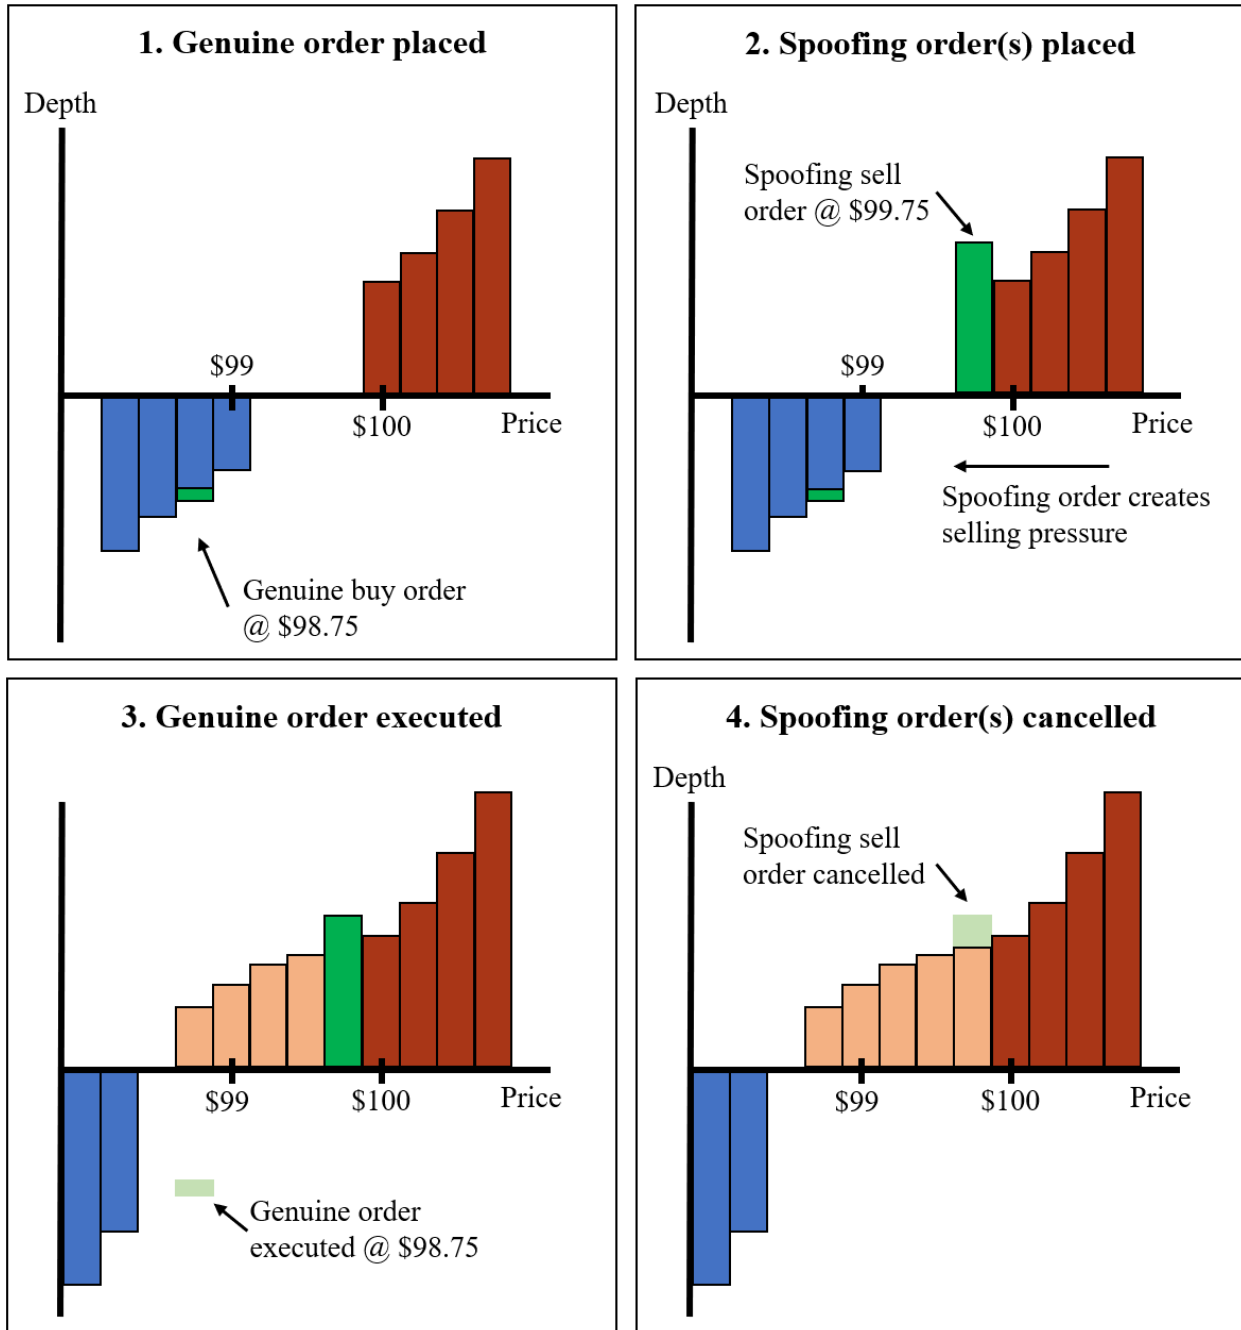 1. Genuine order placed
Depth
$99
$100
Price
Genuine buy order
@ $98.75
2. Spoofing order(s) placed
Depth
Spoofing sell
order @ $99.75
$99
$100
Price
Spoofing order creates
selling pressure
3. Genuine order executed
$99
$100
Price
Genuine order
executed @ $98.75
4. Spoofing order(s) cancelled
Depth
Spoofing sell
order cancelled
$99
$100
Price